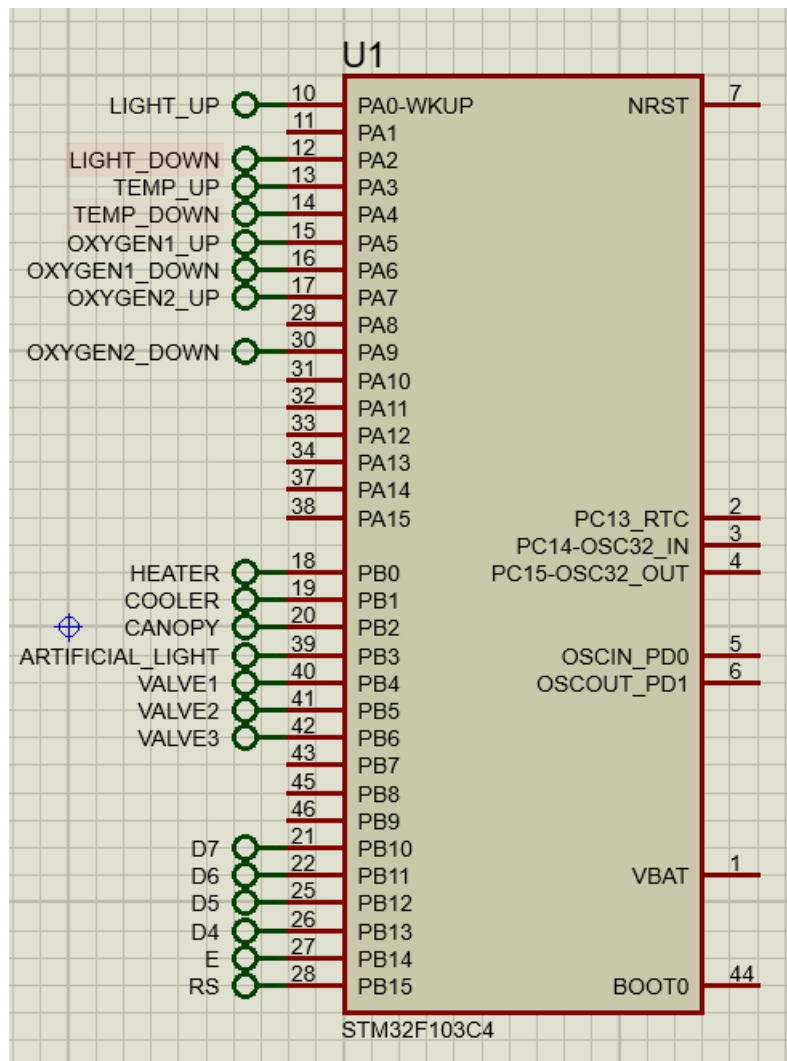 U1
LIGHT_UP 10 PA0-WKUP NRST 7
11 PA1
LIGHT_DOWN 12 PA2
TEMP_UP 13 PA3
TEMP_DOWN 14 PA4
OXYGEN1_UP 15 PA5
OXYGEN1_DOWN 16 PA6
OXYGEN2_UP 17 PA7
29 PA8
OXYGEN2_DOWN 30 PA9
31 PA10
32 PA11
33 PA12
34 PA13
37 PA14
38 PA15 PC13_RTC 2
PC14-OSC32_IN 3
HEATER 18 PB0 PC15-OSC32_OUT 4
COOLER 19 PB1
CANOPY 20 PB2
ARTIFICIAL_LIGHT 39 PB3 OSCIN_PD0 5
VALVE1 40 PB4 OSCOUT_PD1 6
VALVE2 41 PB5
VALVE3 42 PB6
43 PB7
45 PB8
46 PB9
D7 21 PB10
D6 22 PB11 VBAT 1
D5 25 PB12
D4 26 PB13
E 27 PB14
RS 28 PB15 BOOT0 44
STM32F103C4